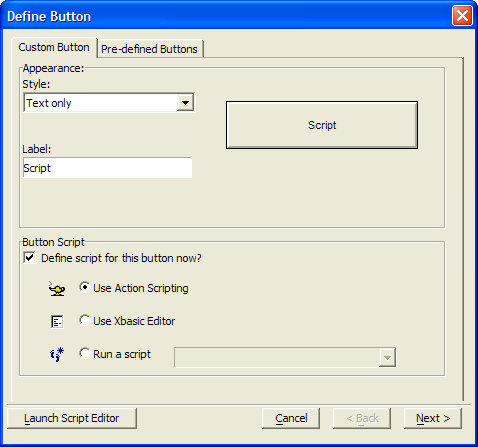 Define Button
Custom Button
Pre-defined Buttons
Appearance:
Style:
Text only
Script
Label:
Script
Button Script
Define script for this button now?
Use Action Scripting
Use Xbasic Editor
Run a script
Launch Script Editor
Cancel
< Back
Next >